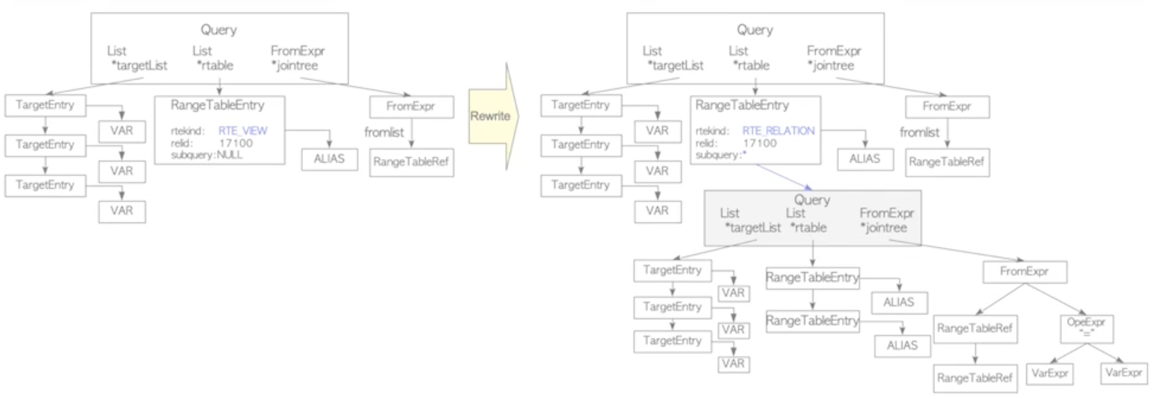 Query
List List FromExpr
*targetList *rtable *jointree
TargetEntry
VAR
TargetEntry
VAR
TargetEntry
VAR
RangeTableEntry
rtekind: RTE_VIEW
relid: 17100
subquery:NULL
ALIAS
FromExpr
fromlist
RangeTableRef
Rewrite
Query
List List FromExpr
*targetList *rtable *jointree
TargetEntry
VAR
TargetEntry
VAR
TargetEntry
VAR
RangeTableEntry
rtekind: RTE_RELATION
relid: 17100
subquery:*
ALIAS
FromExpr
fromlist
RangeTableRef
Query
List List FromExpr
*targetList *rtable *jointree
TargetEntry
VAR
TargetEntry
VAR
TargetEntry
VAR
RangeTableEntry
ALIAS
RangeTableEntry
ALIAS
FromExpr
RangeTableRef
RangeTableRef
OpeExpr
"="
VarExpr
VarExpr